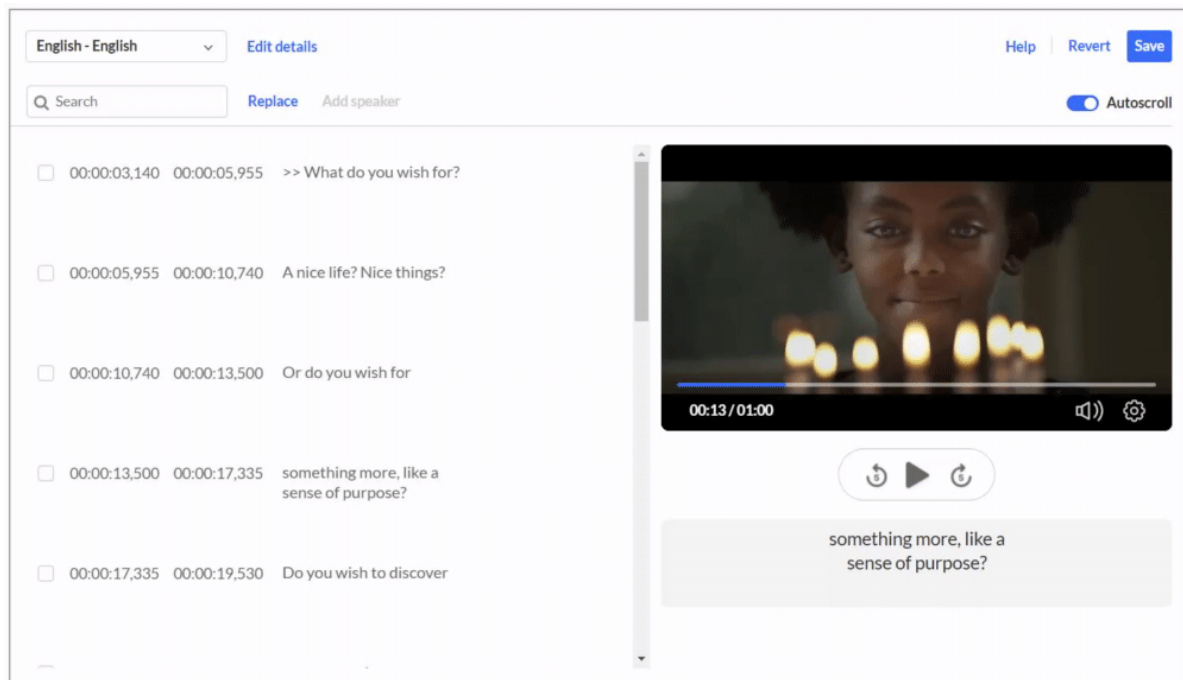 English - English
Edit details
Help
Revert
Save
Search
Replace
Add speaker
Autoscroll
00:00:03,140 00:00:05,955 >> What do you wish for?
00:00:05,955 00:00:10,740 A nice life? Nice things?
00:00:10,740 00:00:13,500 Or do you wish for
00:00:13,500 00:00:17,335 something more, like a
sense of purpose?
00:00:17,335 00:00:19,530 Do you wish to discover
00:13 / 01:00
5
5
something more, like a
sense of purpose?